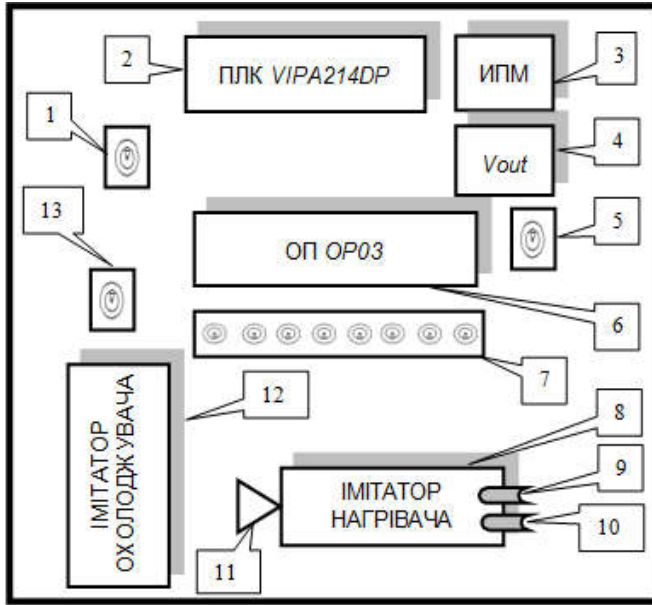 2
ПЛК VIPA214DP
ИПМ
3
1
4
Vout
13
5
ОП ОР03
6
7
12
8
ІМІТАТОР
ОХОЛОДЖУВАЧА
9
ІМІТАТОР
НАГРІВАЧА
10
11